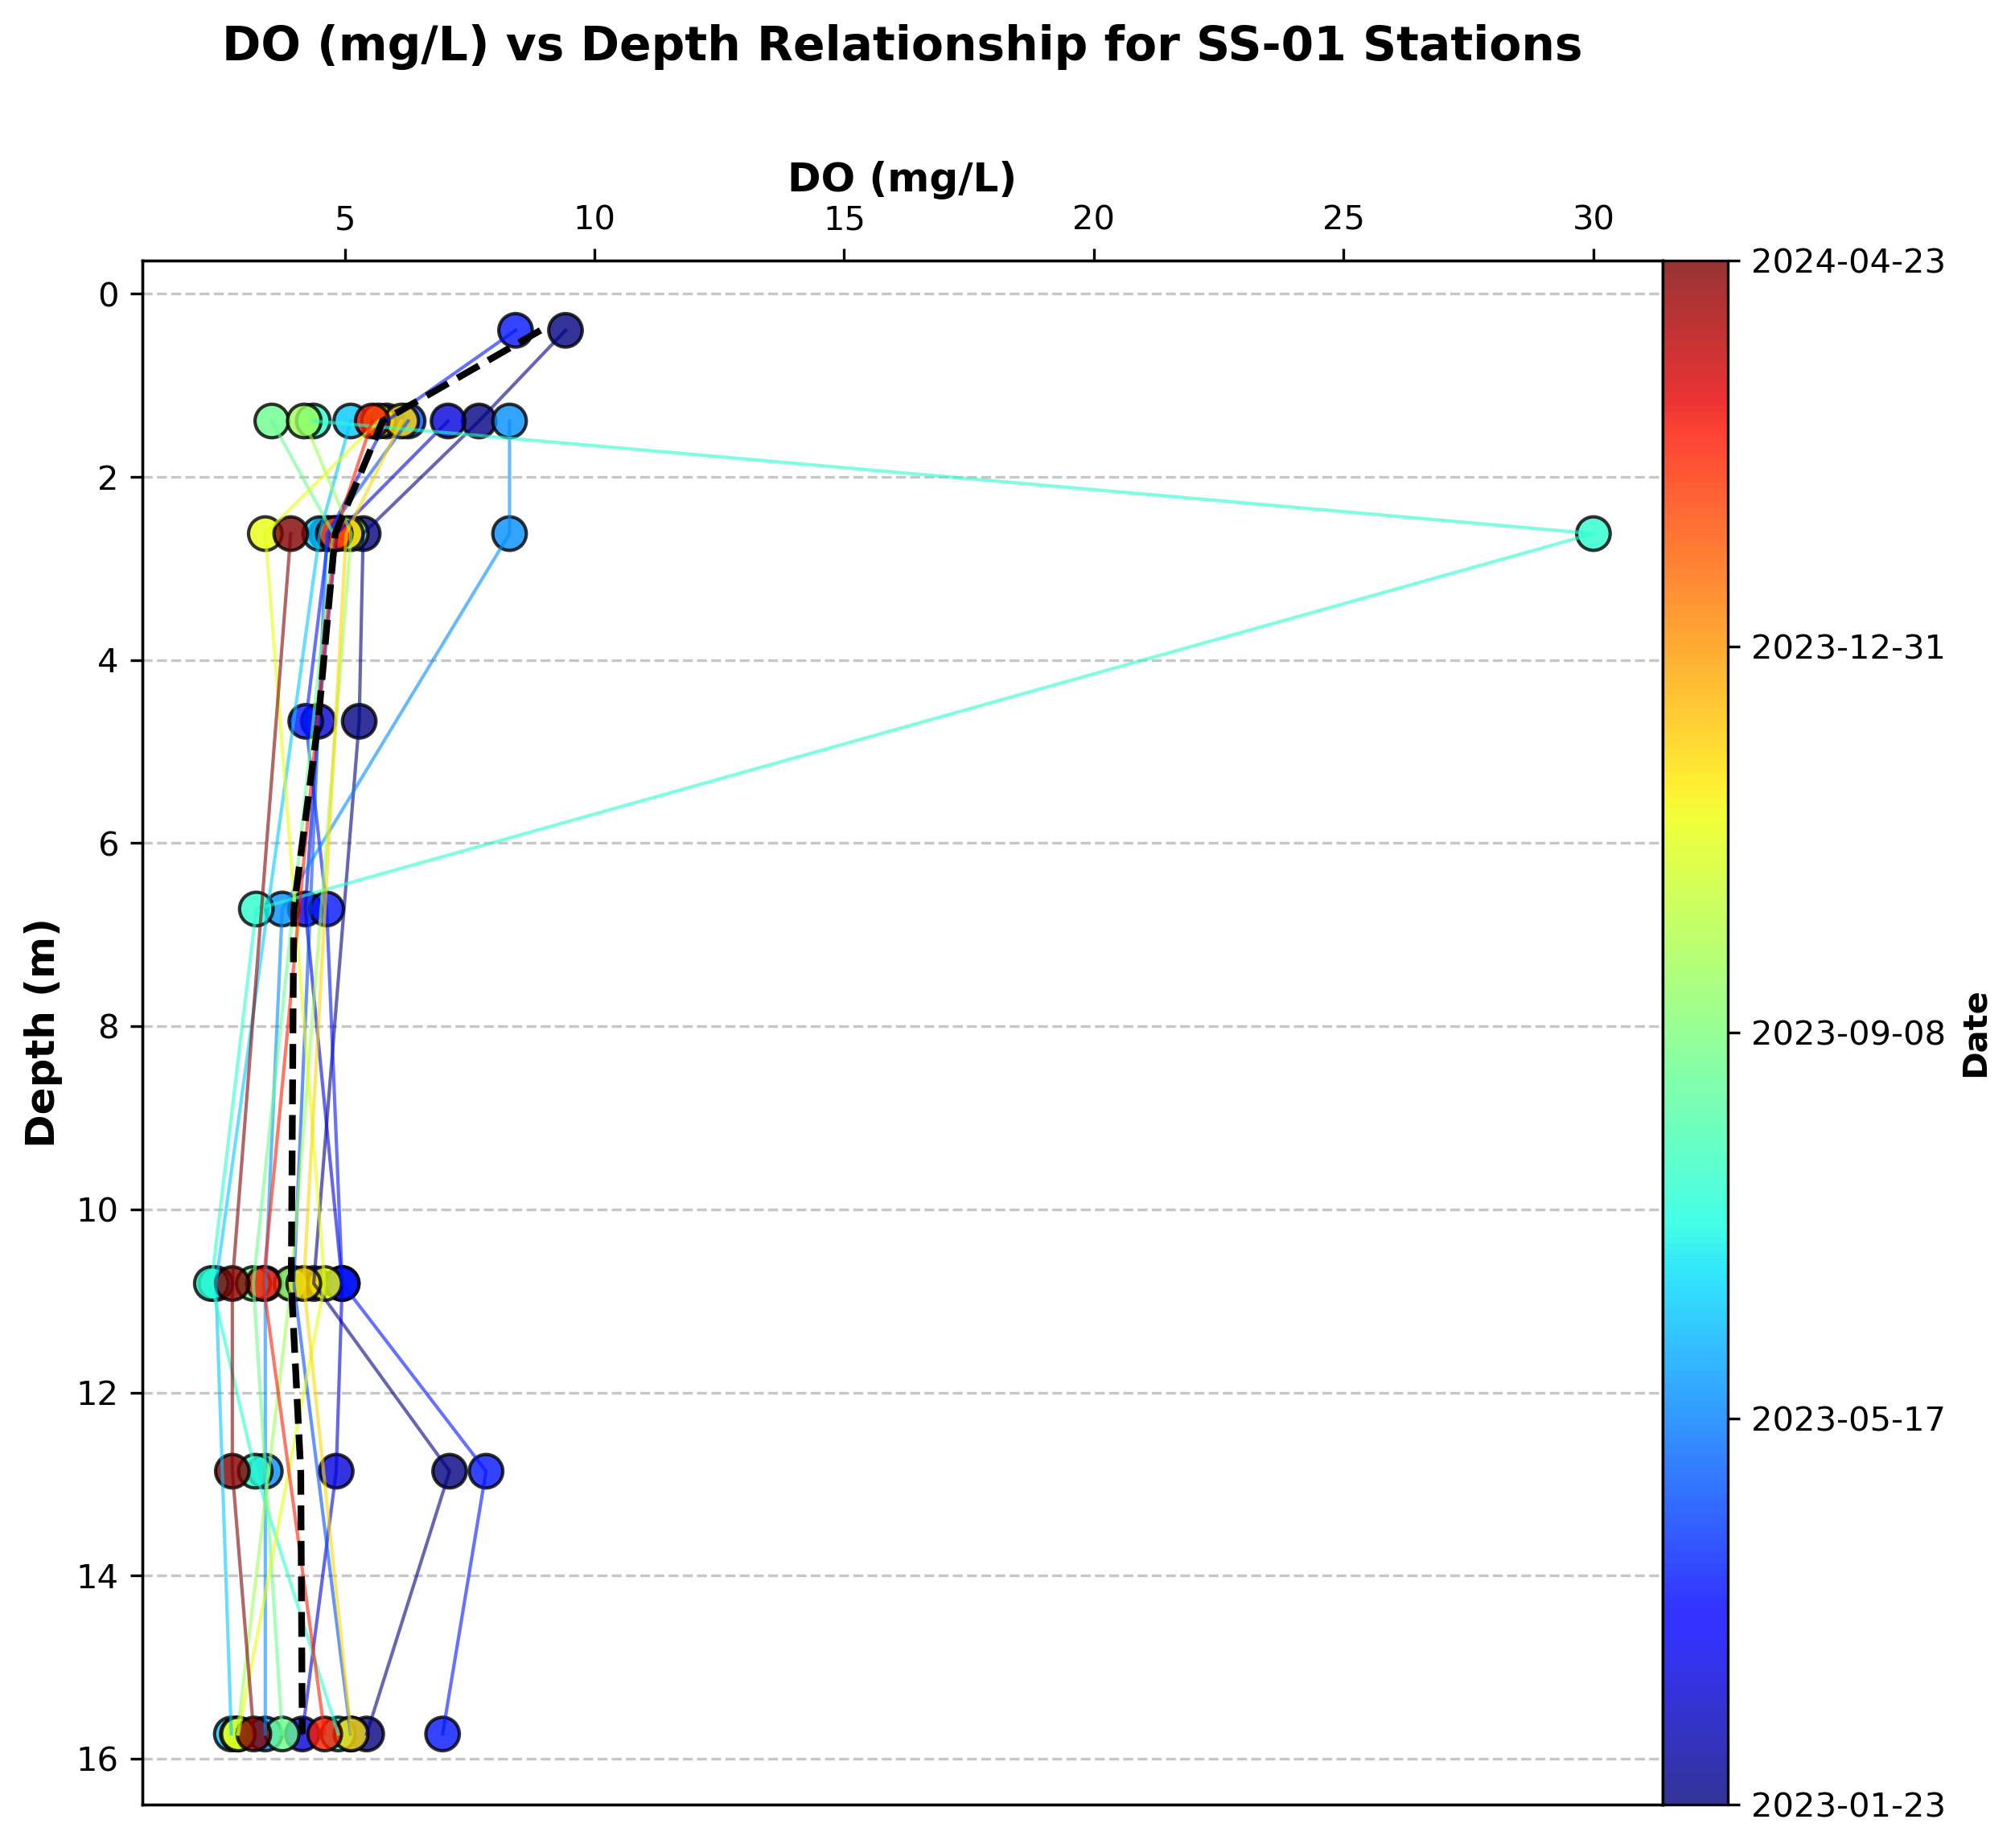 DO (mg/L) vs Depth Relationship for SS-01 Stations
DO (mg/L)
5 10 15 20 25 30
0
2
4
6
8
10
12
14
16
Depth (m)
2024-04-23
2023-12-31
2023-09-08
2023-05-17
2023-01-23
Date